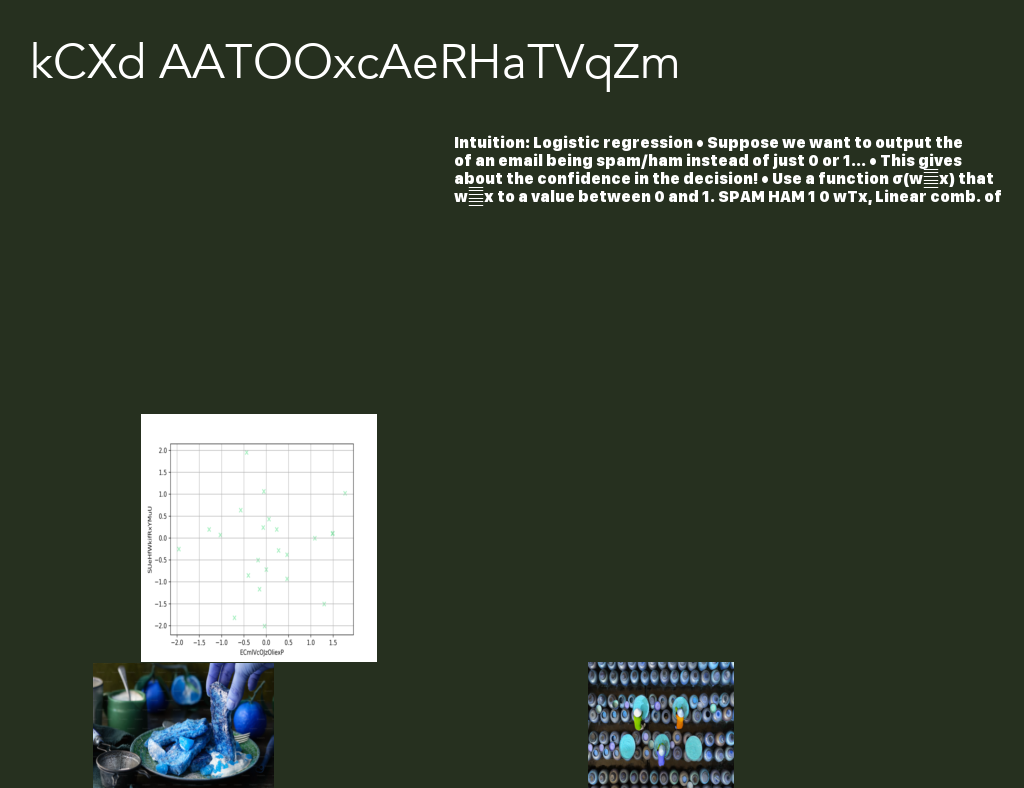 kCXd AATOOxcAeRHaTVqZm
Intuition: Logistic regression • Suppose we want to output the
of an email being spam/ham instead of just 0 or 1... • This gives
about the confidence in the decision! • Use a function σ(w x) that
w x to a value between 0 and 1. SPAM HAM 1 0 wTx, Linear comb. of
2.0
1.5
1.0
0.5
0.0
−0.5
−1.0
−1.5
−2.0
−2.0 −1.5 −1.0 −0.5 0.0 0.5 1.0 1.5